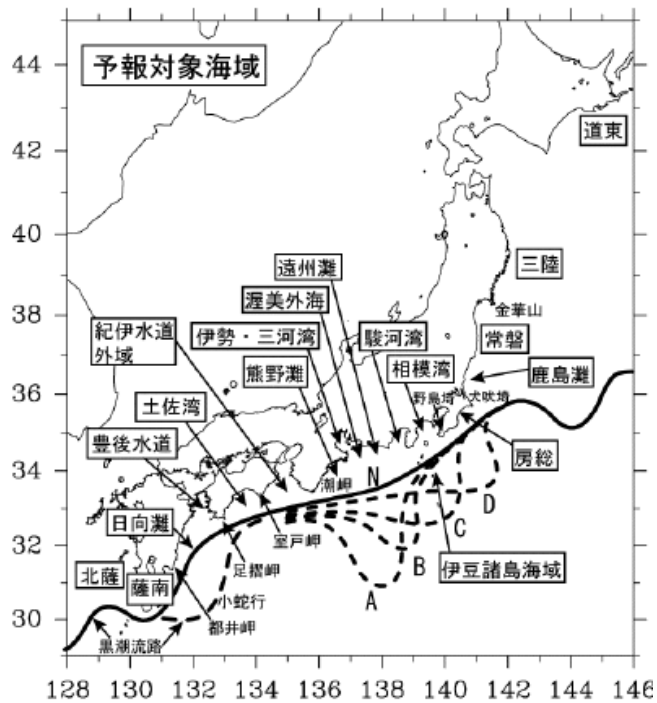 44
予報対象海域
道東
42
40
遠州灘
三陸
渥美外海
38
金華山
紀伊水道
外域
伊勢・三河湾
駿河湾
常磐
熊野灘
相模湾
鹿島灘
36
野島埼
犬吠埼
土佐湾
豊後水道
房総
34
潮岬
N
D
日向灘
室戸岬
C
32
足摺岬
B
伊豆諸島海域
北薩
薩南
A
小蛇行
30
都井岬
黒潮流路
128 130 132 134 136 138 140 142 144 146